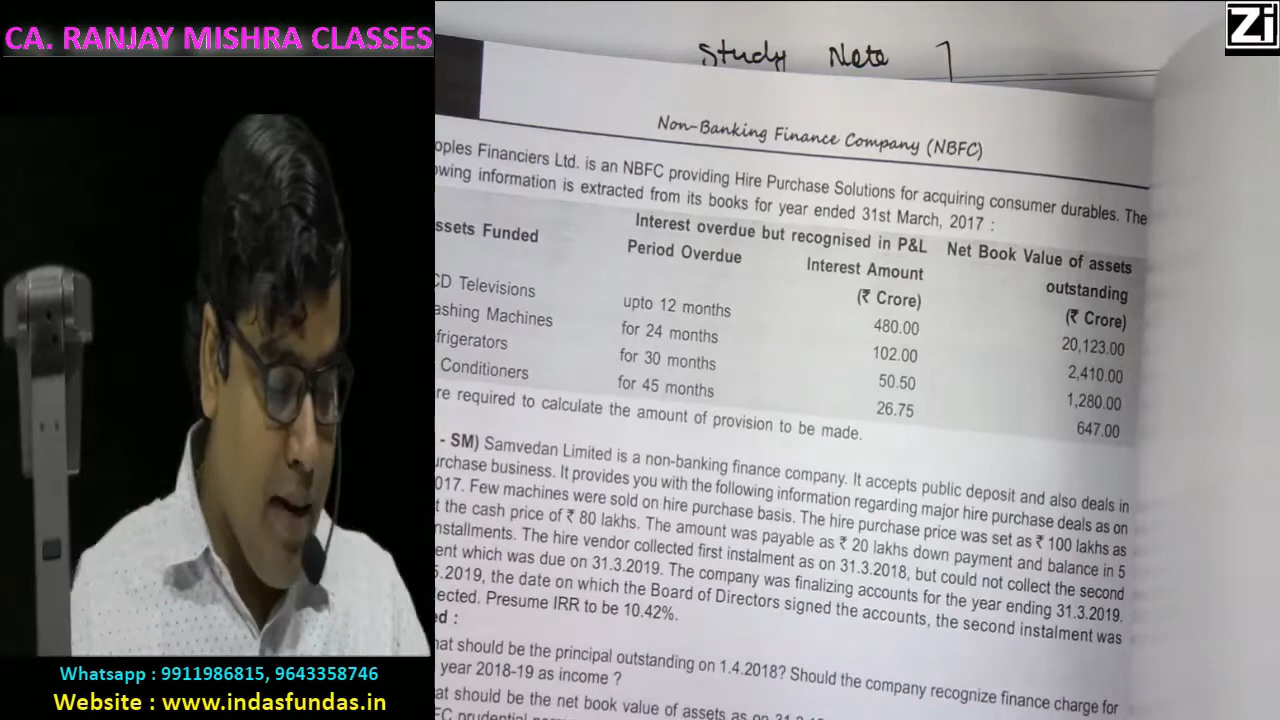 CA. RANJAY MISHRA CLASSES
Zi
Study Note 7
Non-Banking Finance Company (NBFC)
oples Financiers Ltd. is an NBFC providing Hire Purchase Solutions for acquiring consumer durables. The
owing information is extracted from its books for year ended 31st March, 2017 :
ssets Funded Interest overdue but recognised in P&L Net Book Value of assets outstanding
Period Overdue Interest Amount
(₹ Crore) (₹ Crore)
CD Televisions upto 12 months 480.00 20,123.00
ashing Machines for 24 months 102.00 2,410.00
frigerators for 30 months 50.50 1,280.00
Conditioners for 45 months 26.75 647.00
re required to calculate the amount of provision to be made.
- SM) Samvedan Limited is a non-banking finance company. It accepts public deposit and also deals in
urchase business. It provides you with the following information regarding major hire purchase deals as on
017. Few machines were sold on hire purchase basis. The hire purchase price was set as ₹ 100 lakhs as
t the cash price of ₹ 80 lakhs. The amount was payable as ₹ 20 lakhs down payment and balance in 5
nstallments. The hire vendor collected first instalment as on 31.3.2018, but could not collect the second
ent which was due on 31.3.2019. The company was finalizing accounts for the year ending 31.3.2019.
5.2019, the date on which the Board of Directors signed the accounts, the second instalment was
ected. Presume IRR to be 10.42%.
ed :
hat should be the principal outstanding on 1.4.2018? Should the company recognize finance charge for
year 2018-19 as income ?
at should be the net book value of assets as on
Whatsapp : 9911986815, 9643358746
Website : www.indasfundas.in